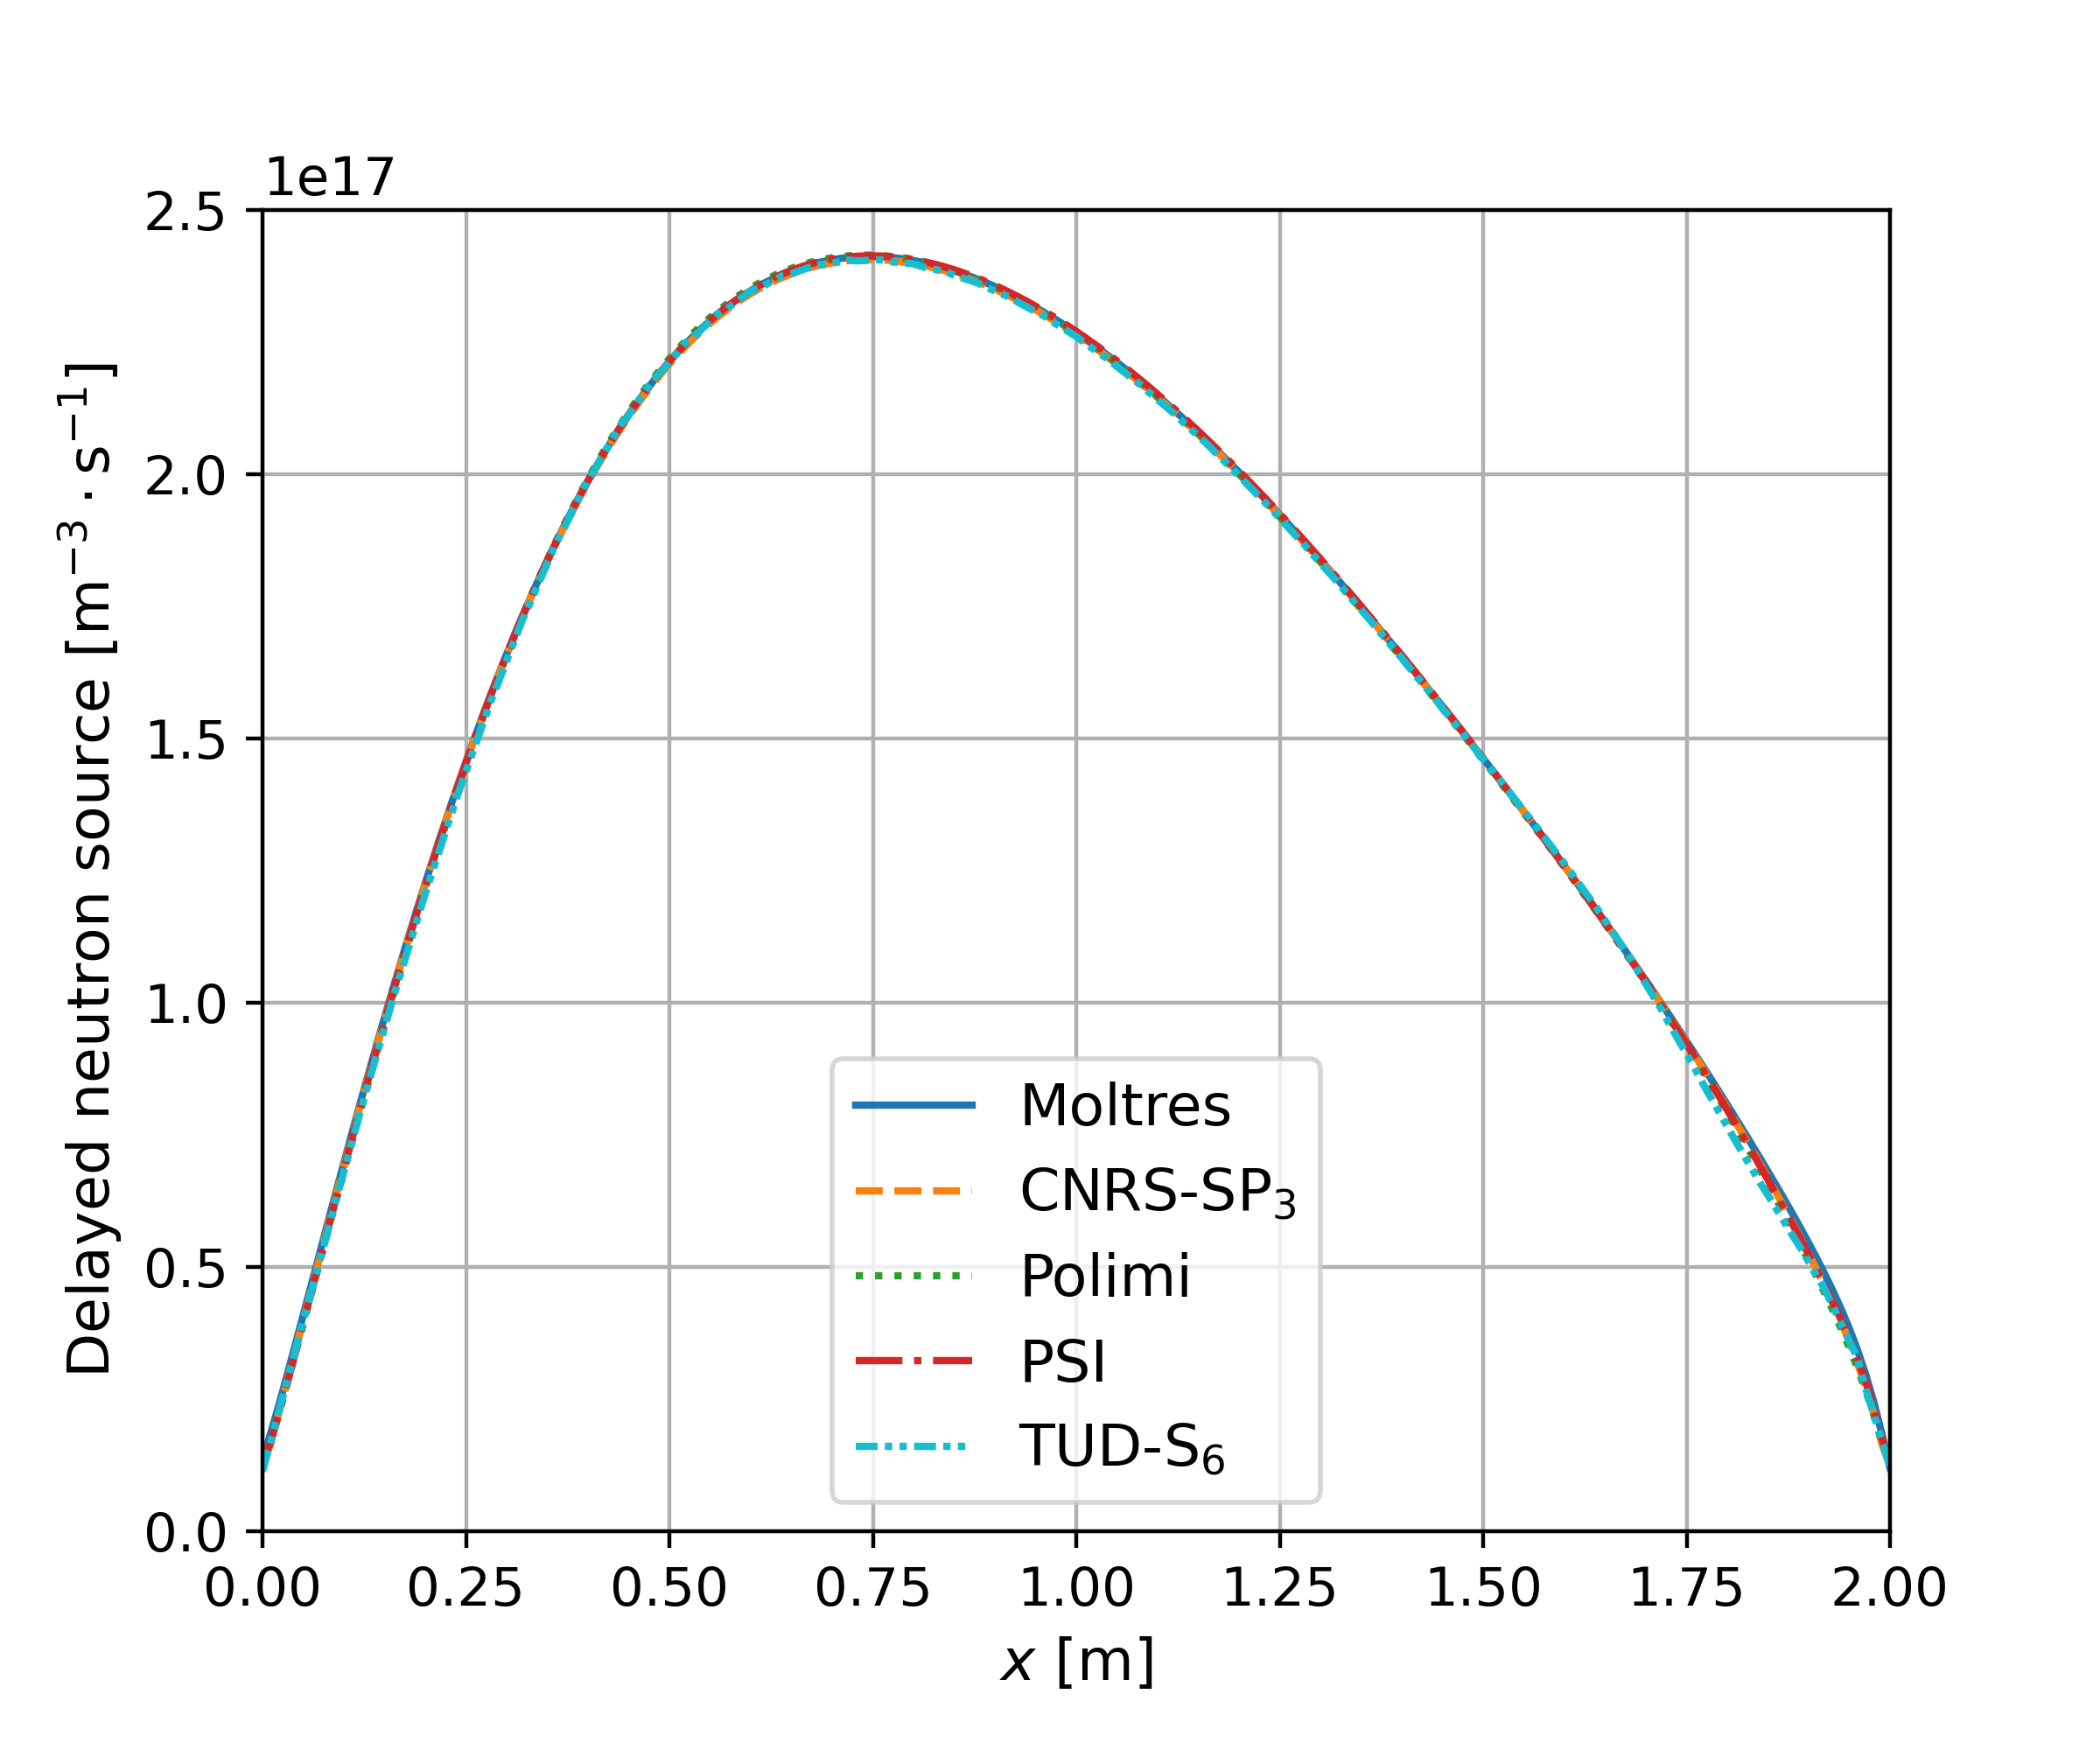 1e17
2.5
2.0
1.5
1.0
0.5
0.0
Delayed neutron source [m⁻³ · s⁻¹]
Moltres
CNRS-SP₃
Polimi
PSI
TUD-S₆
0.00 0.25 0.50 0.75 1.00 1.25 1.50 1.75 2.00
x [m]